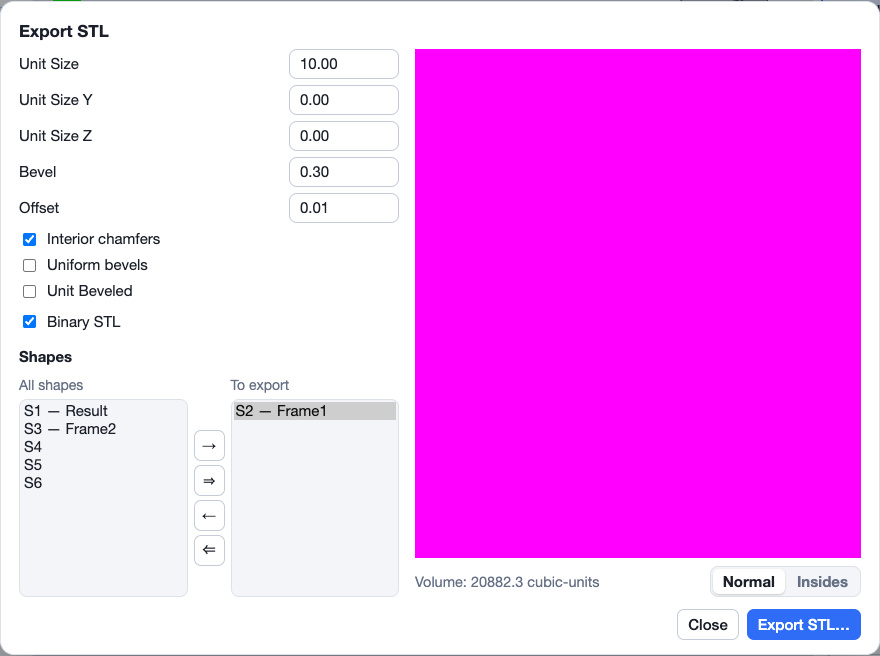 Export STL
Unit Size 10.00
Unit Size Y 0.00
Unit Size Z 0.00
Bevel 0.30
Offset 0.01
Interior chamfers
Uniform bevels
Unit Beveled
Binary STL
Shapes
All shapes
S1 — Result
S3 — Frame2
S4
S5
S6
→
⇒
←
⇐
To export
S2 — Frame1
Volume: 20882.3 cubic-units
Normal Insides
Close Export STL...